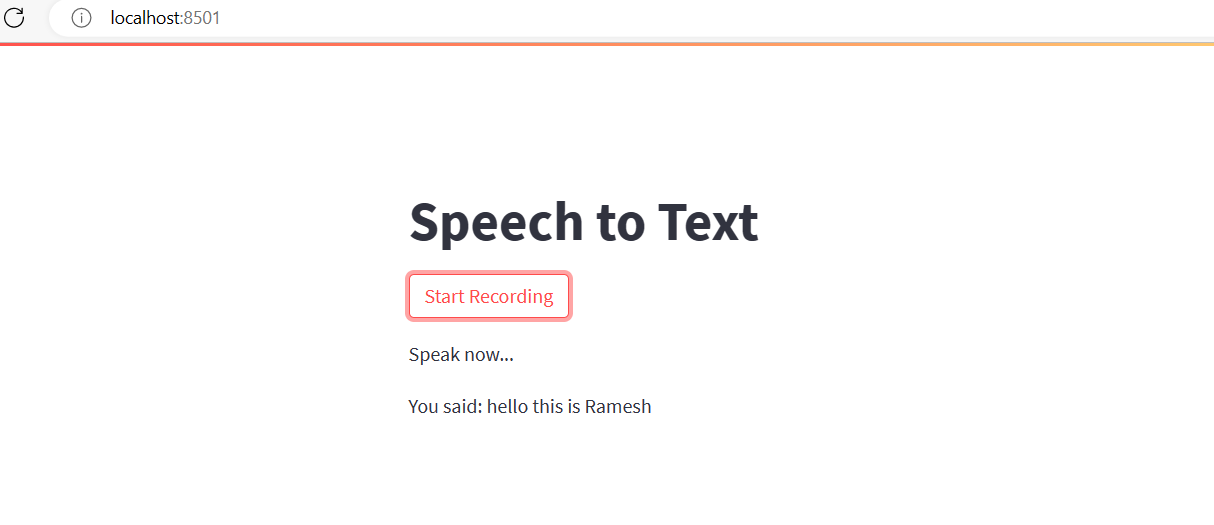 localhost:8501
Speech to Text
Start Recording
Speak now...
You said: hello this is Ramesh